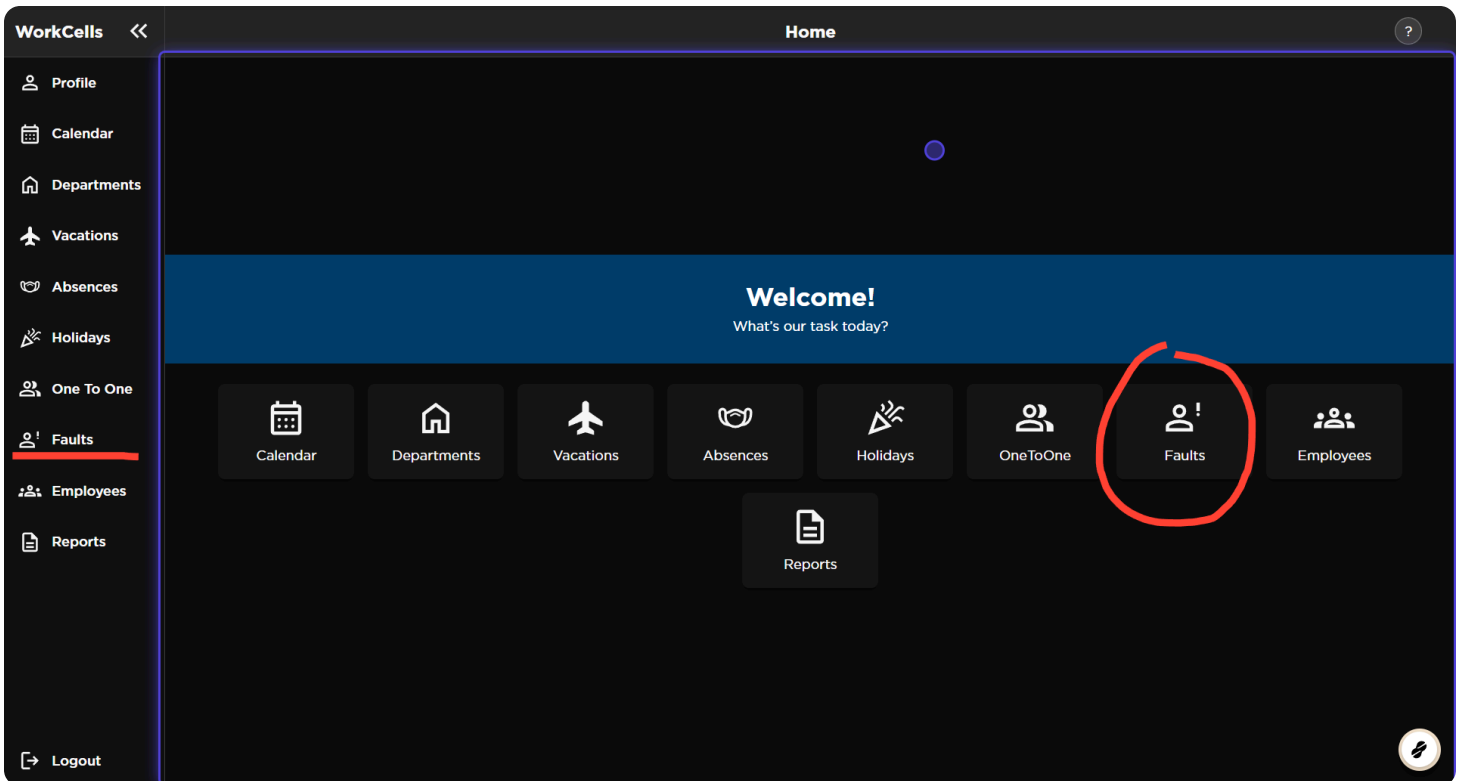 WorkCells
Home
?
Profile
Calendar
Departments
Vacations
Absences
Holidays
One To One
Faults
Employees
Reports
Logout
Welcome!
What's our task today?
Calendar
Departments
Vacations
Absences
Holidays
OneToOne
Faults
Employees
Reports